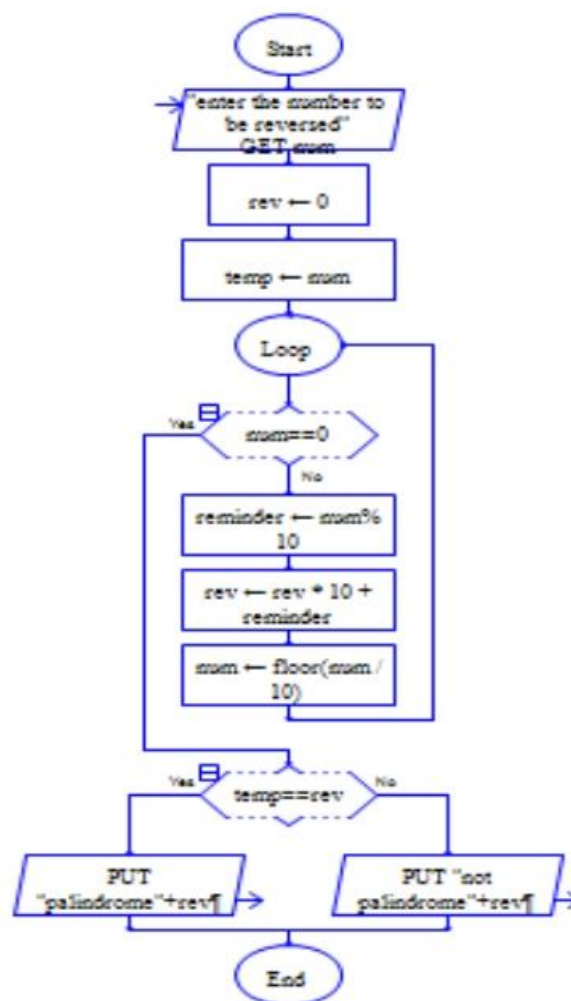 Start
"enter the number to
be reversed"
GET num
rev ← 0
temp ← num
Loop
Yes
num==0
No
reminder ← num%
10
rev ← rev * 10 +
reminder
num ← floor(num /
10)
Yes
temp==rev
No
PUT
"palindrome"+rev¶
PUT "not
palindrome"+rev¶
End